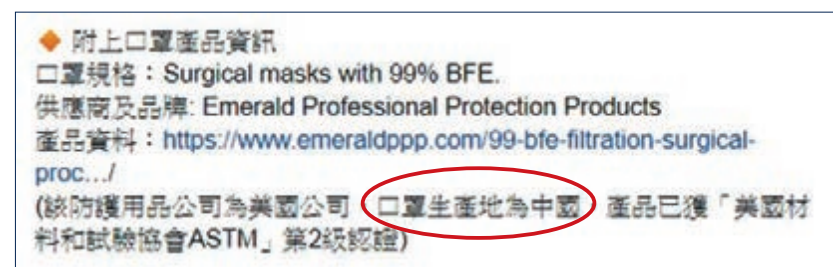 🔶 附上口罩產品資訊
口罩規格：Surgical masks with 99% BFE.
供應商及品牌: Emerald Professional Protection Products
產品資料：https://www.emeraldppp.com/99-bfe-filtration-surgical-
proc.../
(該防護用品公司為美國公司，口罩生產地為中國，產品已獲「美國材
料和試驗協會ASTM」第2級認證)